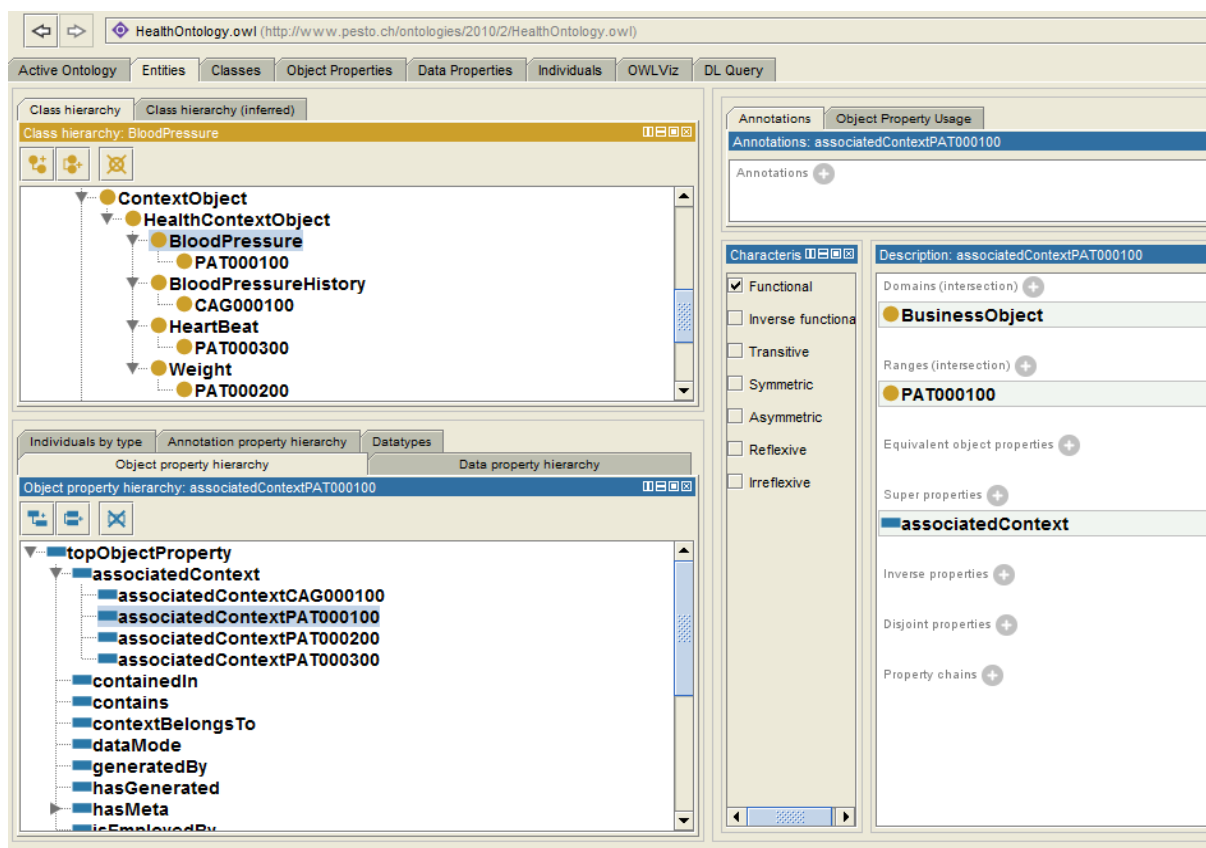 HealthOntology.owl (http://www.pesto.ch/ontologies/2010/2/HealthOntology.owl)
Active Ontology Entities Classes Object Properties Data Properties Individuals OWLViz DL Query
Class hierarchy Class hierarchy (inferred)
Class hierarchy: BloodPressure
ContextObject
HealthContextObject
BloodPressure
PAT000100
BloodPressureHistory
CAG000100
HeartBeat
PAT000300
Weight
PAT000200
Individuals by type Annotation property hierarchy Datatypes
Object property hierarchy Data property hierarchy
Object property hierarchy: associatedContextPAT000100
topObjectProperty
associatedContext
associatedContextCAG000100
associatedContextPAT000100
associatedContextPAT000200
associatedContextPAT000300
containedIn
contains
contextBelongsTo
dataMode
generatedBy
hasGenerated
hasMeta
isEmployedBy
Annotations Object Property Usage
Annotations: associatedContextPAT000100
Annotations
Characteris
Functional
Inverse functiona
Transitive
Symmetric
Asymmetric
Reflexive
Irreflexive
Description: associatedContextPAT000100
Domains (intersection)
BusinessObject
Ranges (intersection)
PAT000100
Equivalent object properties
Super properties
associatedContext
Inverse properties
Disjoint properties
Property chains